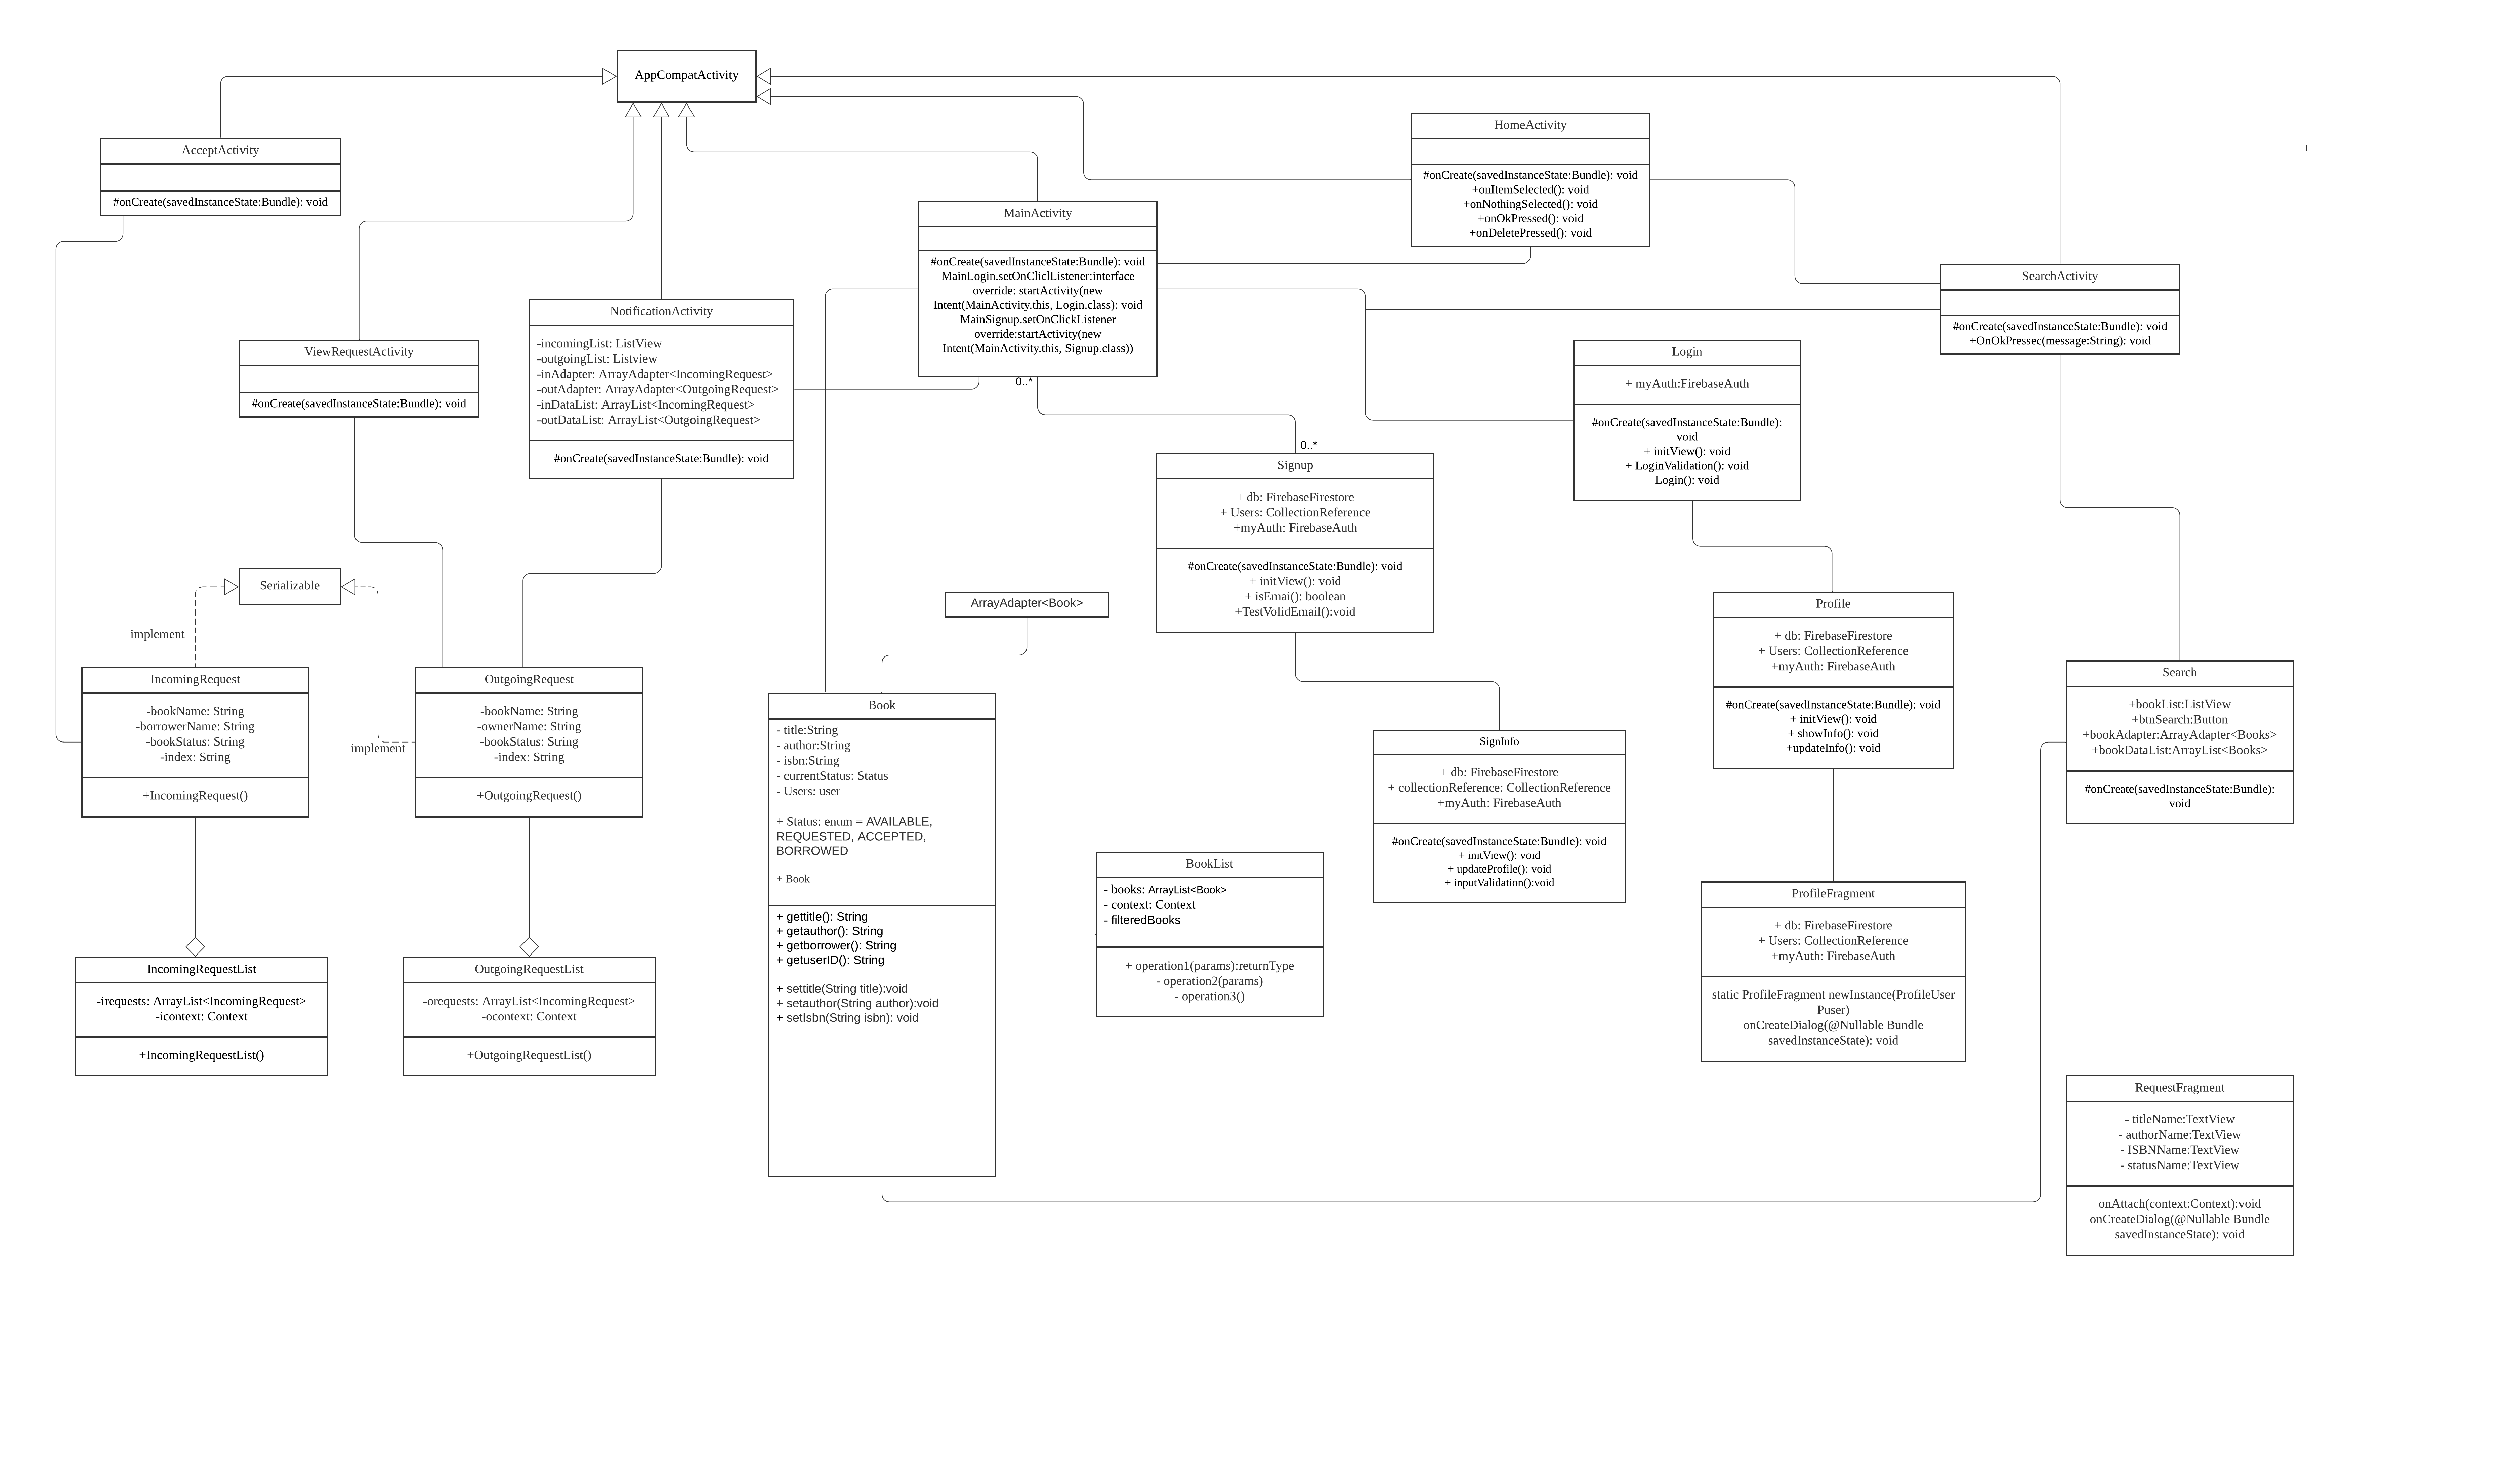 AppCompatActivity
AcceptActivity
#onCreate(savedInstanceState:Bundle): void
HomeActivity
#onCreate(savedInstanceState:Bundle): void
+onItemSelected(): void
+onNothingSelected(): void
+onOkPressed(): void
+onDeletePressed(): void
MainActivity
#onCreate(savedInstanceState:Bundle): void
MainLogin.setOnCliclListener:interface
override: startActivity(new
Intent(MainActivity.this, Login.class): void
MainSignup.setOnClickListener
override:startActivity(new
Intent(MainActivity.this, Signup.class))
0..*
0..*
SearchActivity
#onCreate(savedInstanceState:Bundle): void
+OnOkPressec(message:String): void
NotificationActivity
-incomingList: ListView
-outgoingList: Listview
-inAdapter: ArrayAdapter<IncomingRequest>
-outAdapter: ArrayAdapter<OutgoingRequest>
-inDataList: ArrayList<IncomingRequest>
-outDataList: ArrayList<OutgoingRequest>
#onCreate(savedInstanceState:Bundle): void
ViewRequestActivity
#onCreate(savedInstanceState:Bundle): void
Login
+ myAuth:FirebaseAuth
#onCreate(savedInstanceState:Bundle):
void
+ initView(): void
+ LoginValidation(): void
Login(): void
Signup
+ db: FirebaseFirestore
+ Users: CollectionReference
+myAuth: FirebaseAuth
#onCreate(savedInstanceState:Bundle): void
+ initView(): void
+ isEmai(): boolean
+TestValidEmail():void
Serializable
implement
implement
ArrayAdapter<Book>
Profile
+ db: FirebaseFirestore
+ Users: CollectionReference
+myAuth: FirebaseAuth
#onCreate(savedInstanceState:Bundle): void
+ initView(): void
+ showInfo(): void
+updateInfo(): void
IncomingRequest
-bookName: String
-borrowerName: String
-bookStatus: String
-index: String
+IncomingRequest()
OutgoingRequest
-bookName: String
-ownerName: String
-bookStatus: String
-index: String
+OutgoingRequest()
Book
- title:String
- author:String
- isbn:String
- currentStatus: Status
- Users: user
+ Status: enum = AVAILABLE,
REQUESTED, ACCEPTED,
BORROWED
+ Book
+ gettitle(): String
+ getauthor(): String
+ getborrower(): String
+ getuserID(): String
+ settitle(String title):void
+ setauthor(String author):void
+ setIsbn(String isbn): void
Search
+bookList:ListView
+btnSearch:Button
+bookAdapter:ArrayAdapter<Books>
+bookDataList:ArrayList<Books>
#onCreate(savedInstanceState:Bundle):
void
SignInfo
+ db: FirebaseFirestore
+ collectionReference: CollectionReference
+myAuth: FirebaseAuth
#onCreate(savedInstanceState:Bundle): void
+ initView(): void
+ updateProfile(): void
+ inputValidation():void
BookList
- books: ArrayList<Book>
- context: Context
- filteredBooks
+ operation1(params):returnType
- operation2(params)
- operation3()
ProfileFragment
+ db: FirebaseFirestore
+ Users: CollectionReference
+myAuth: FirebaseAuth
static ProfileFragment newInstance(ProfileUser
Puser)
onCreateDialog(@Nullable Bundle
savedInstanceState): void
IncomingRequestList
-irequests: ArrayList<IncomingRequest>
-icontext: Context
+IncomingRequestList()
OutgoingRequestList
-orequests: ArrayList<IncomingRequest>
-ocontext: Context
+OutgoingRequestList()
RequestFragment
- titleName:TextView
- authorName:TextView
- ISBNName:TextView
- statusName:TextView
onAttach(context:Context):void
onCreateDialog(@Nullable Bundle
savedInstanceState): void